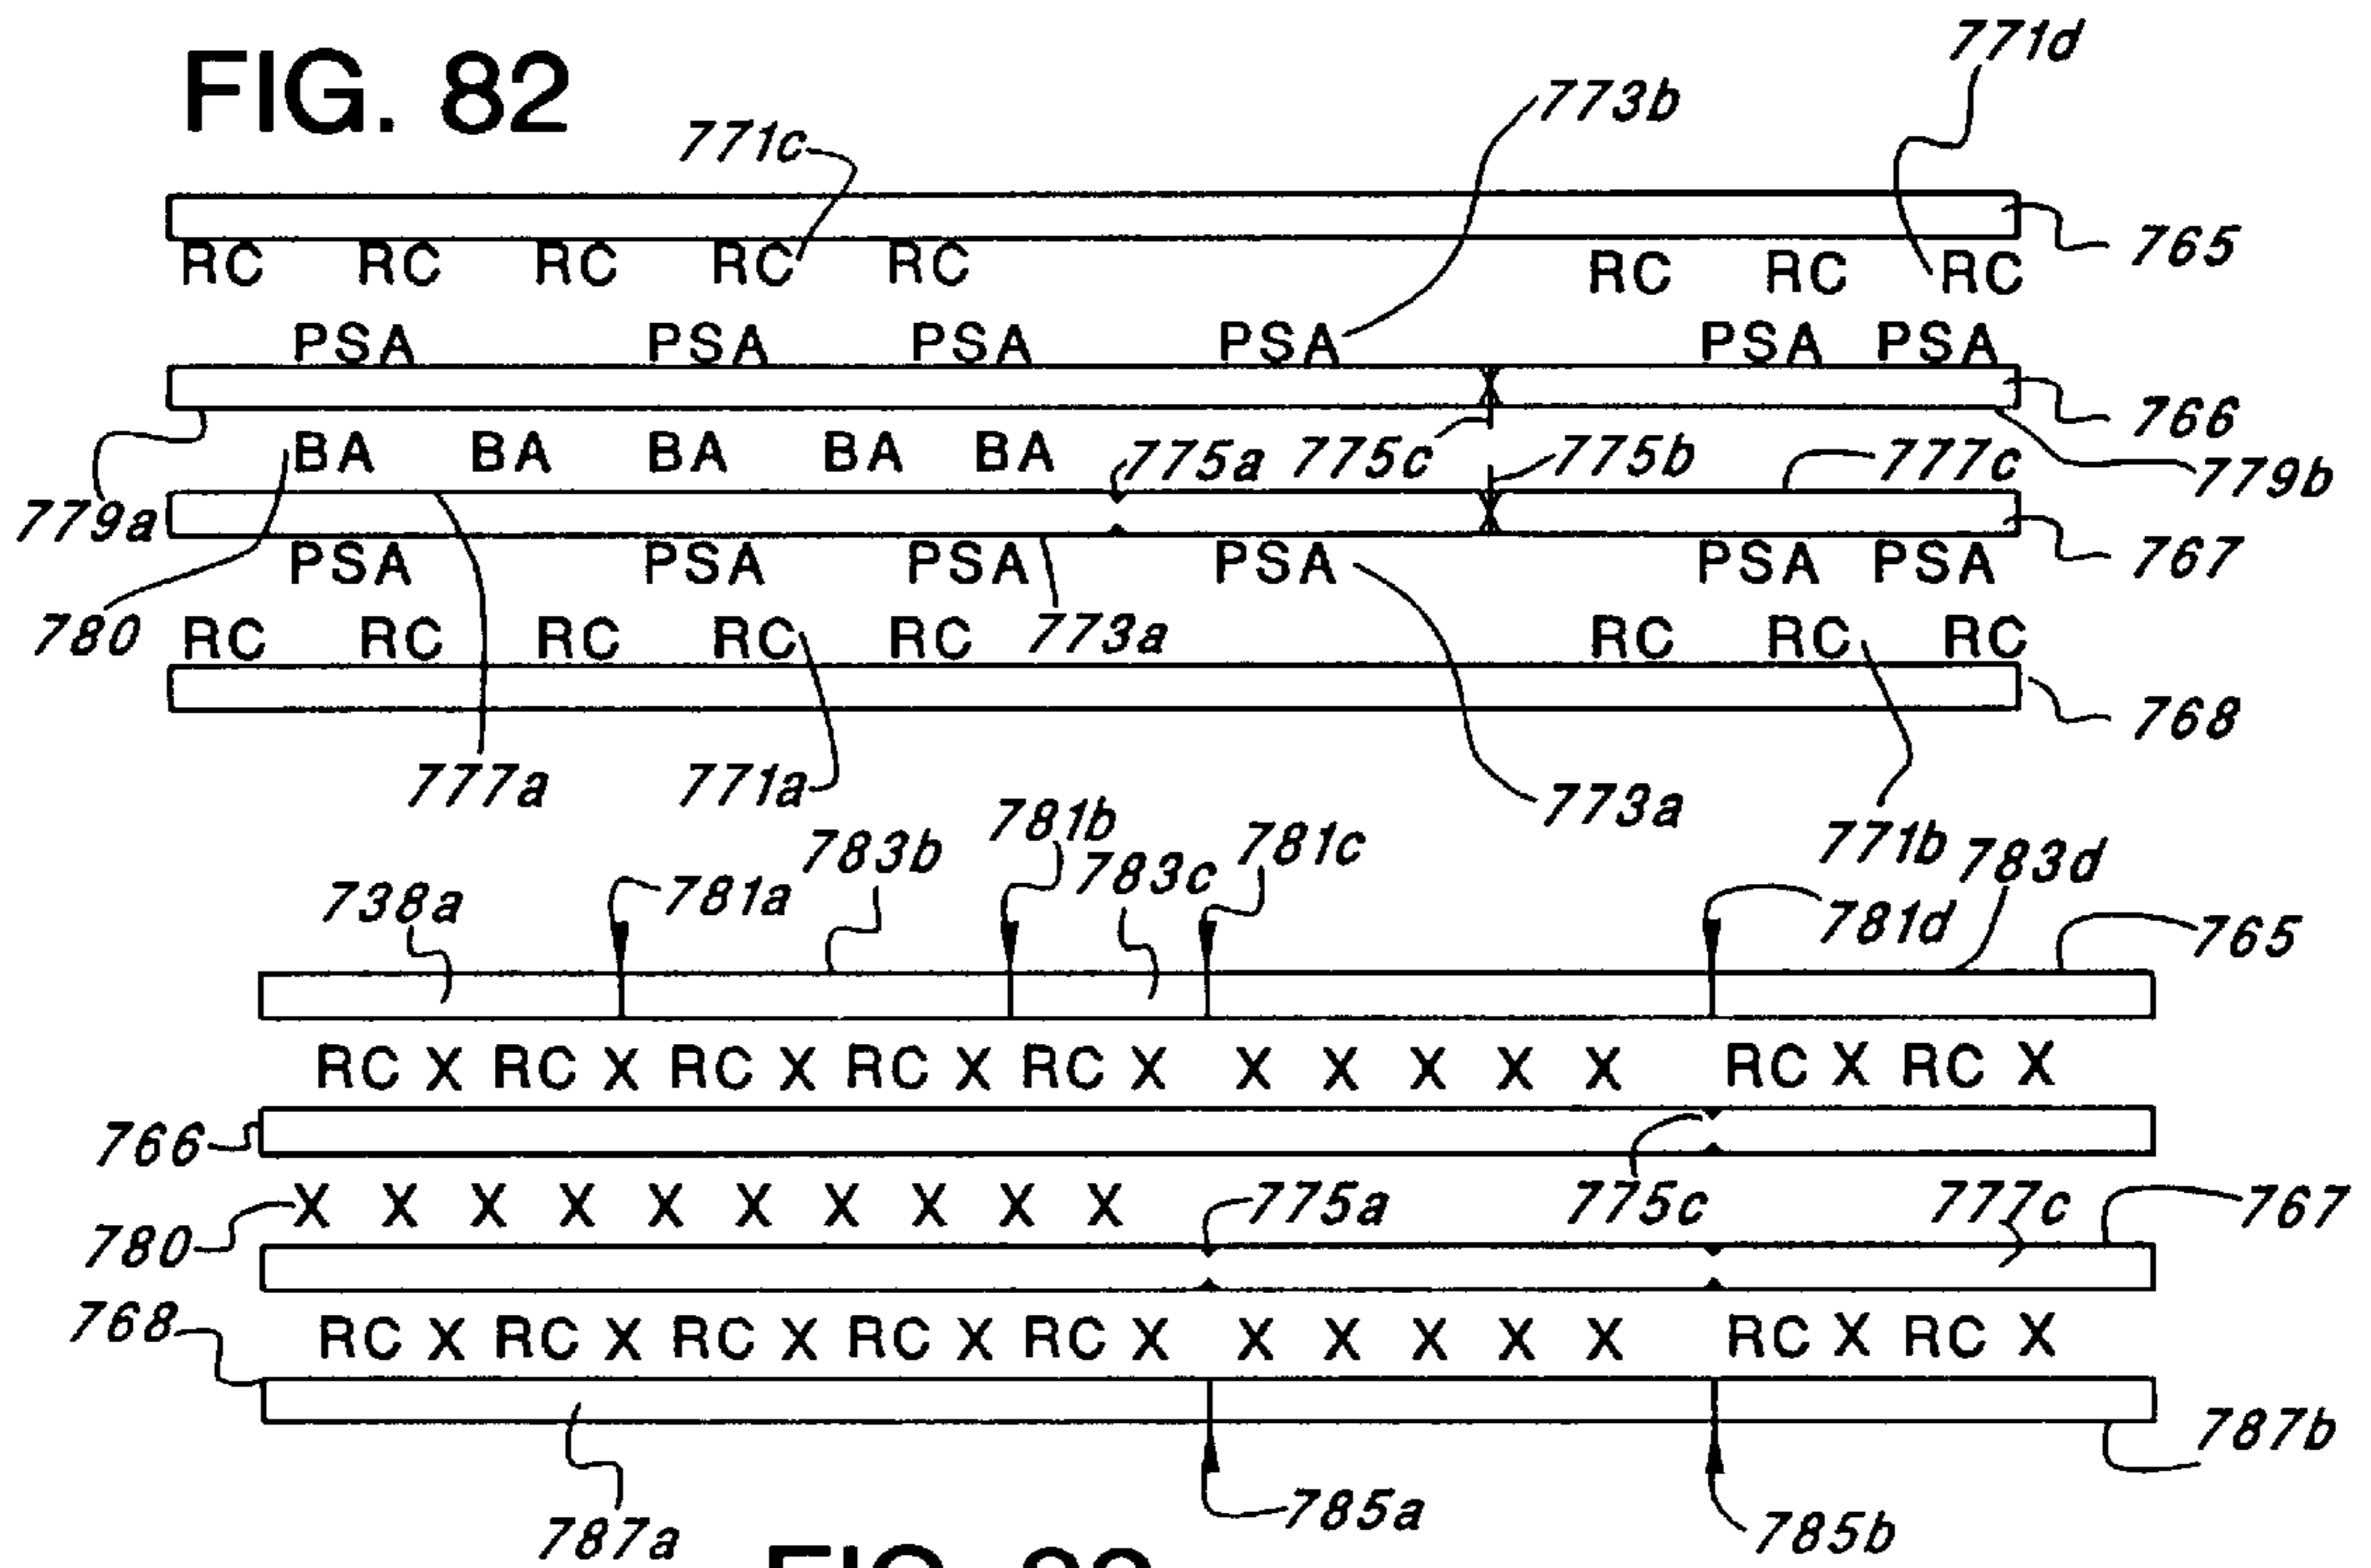 FIG. 82
771c
773b
771d
765
RC RC RC RC RC RC RC RC
PSA PSA PSA PSA PSA PSA
766
BA BA BA BA BA
775a 775c 775b 777c 779b
779a
767
PSA PSA PSA PSA PSA PSA
780
RC RC RC RC RC 773a RC RC RC
768
777a 771a 773a 771b
738a 781a 783b 781b 783c 781c 781d 783d 765
RC X RC X RC X RC X RC X X X X X X RC X RC X
766
X X X X X X X X X X
780 775a 775c 777c 767
768
RC X RC X RC X RC X RC X X X X X X RC X RC X
787b
787a 785a 785b